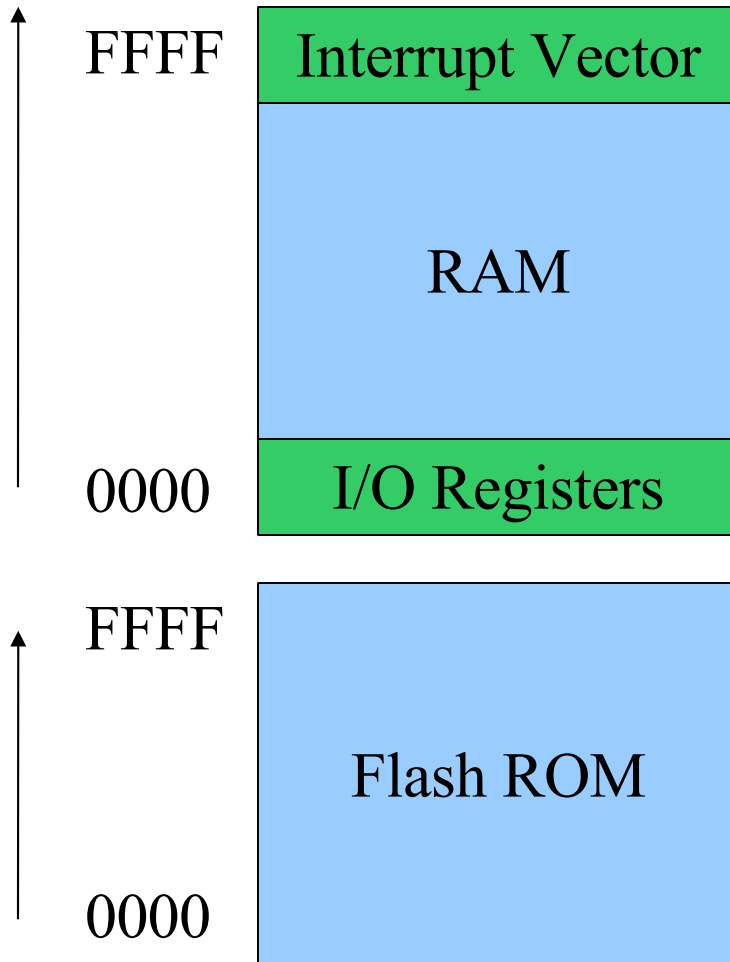 FFFF Interrupt Vector
RAM
0000 I/O Registers
FFFF
Flash ROM
0000